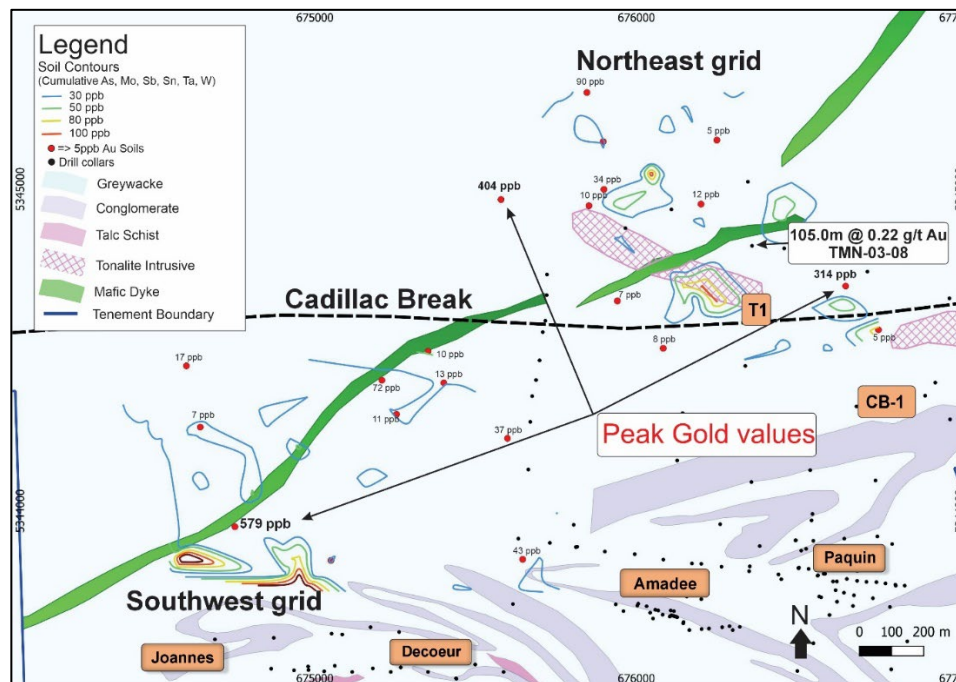 675000
676000
677
Legend
Soil Contours
(Cumulative As, Mo, Sb, Sn, Ta, W)
30 ppb
50 ppb
80 ppb
100 ppb
=> 5ppb Au Soils
Drill collars
Greywacke
Conglomerate
Talc Schist
Tonalite Intrusive
Mafic Dyke
Tenement Boundary
Northeast grid
90 ppb
5 ppb
5345000
34 ppb
404 ppb
10 ppb
12 ppb
105.0m @ 0.22 g/t Au
TMN-03-08
314 ppb
7 ppb
Cadillac Break
T1
5 ppb
8 ppb
10 ppb
17 ppb
72 ppb
13 ppb
CB-1
11 ppb
7 ppb
37 ppb
Peak Gold values
5344000
579 ppb
43 ppb
Paquin
Amadee
Southwest grid
N
0 100 200 m
Joannes
Decoeur
675000
676000
677